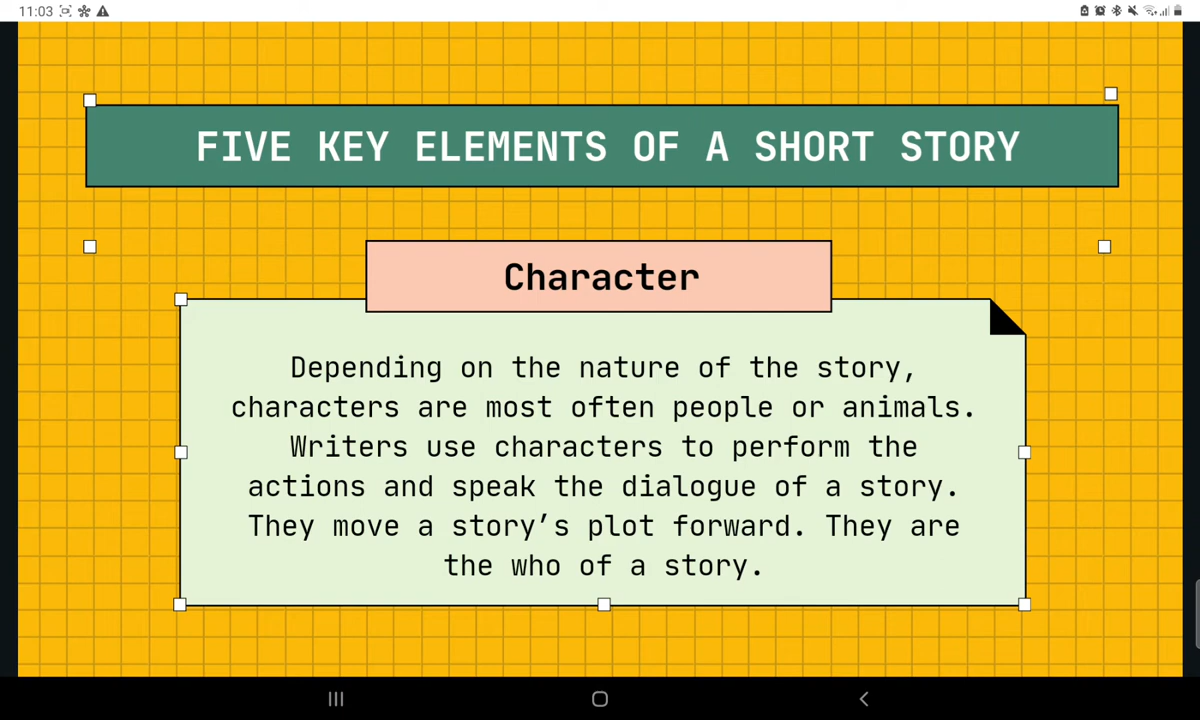 11:03
FIVE KEY ELEMENTS OF A SHORT STORY
Character
Depending on the nature of the story,
characters are most often people or animals.
Writers use characters to perform the
actions and speak the dialogue of a story.
They move a story’s plot forward. They are
the who of a story.